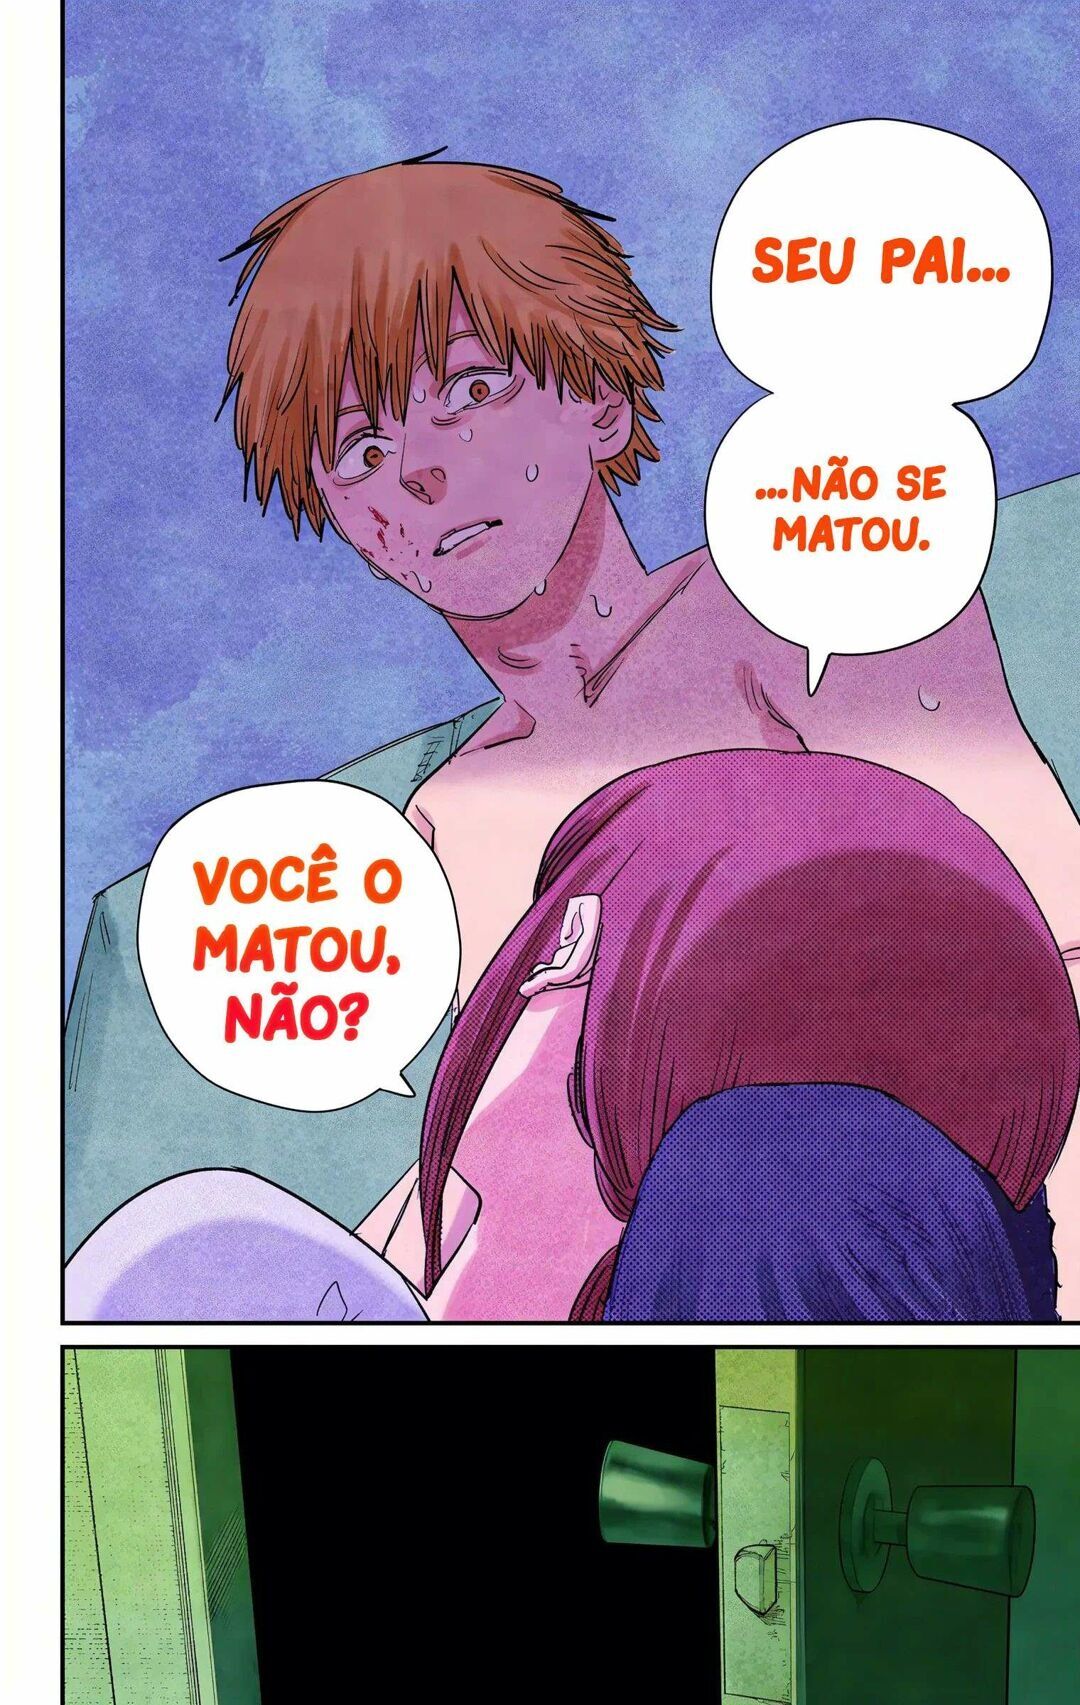 SEU PAI...
...NÃO SE
MATOU.
VOCÊ O
MATOU,
NÃO?